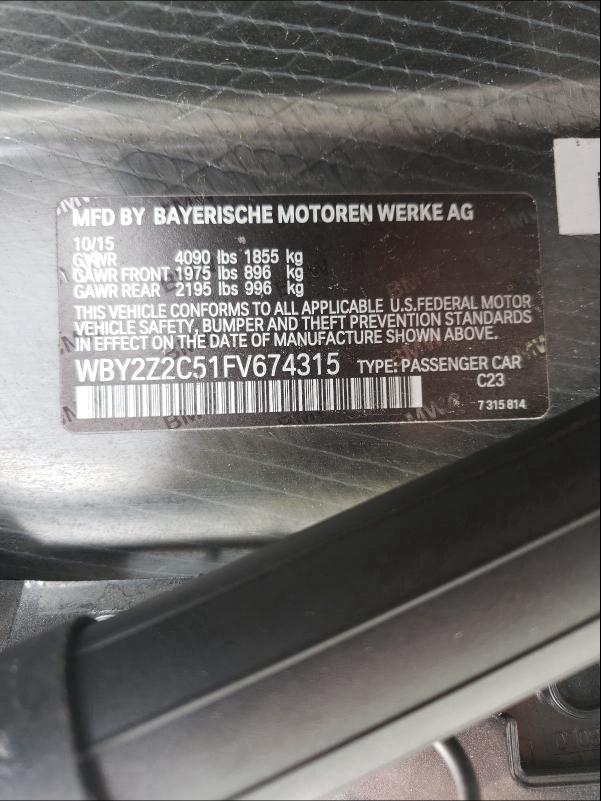 MFD BY BAYERISCHE MOTOREN WERKE AG
10/15
GVWR 4090 lbs 1855 kg
GAWR FRONT 1975 lbs 896 kg
GAWR REAR 2195 lbs 996 kg
THIS VEHICLE CONFORMS TO ALL APPLICABLE U.S.FEDERAL MOTOR
VEHICLE SAFETY, BUMPER AND THEFT PREVENTION STANDARDS
IN EFFECT ON THE DATE OF MANUFACTURE SHOWN ABOVE.
WBY2Z2C51FV674315 TYPE: PASSENGER CAR
C23
7 315 814